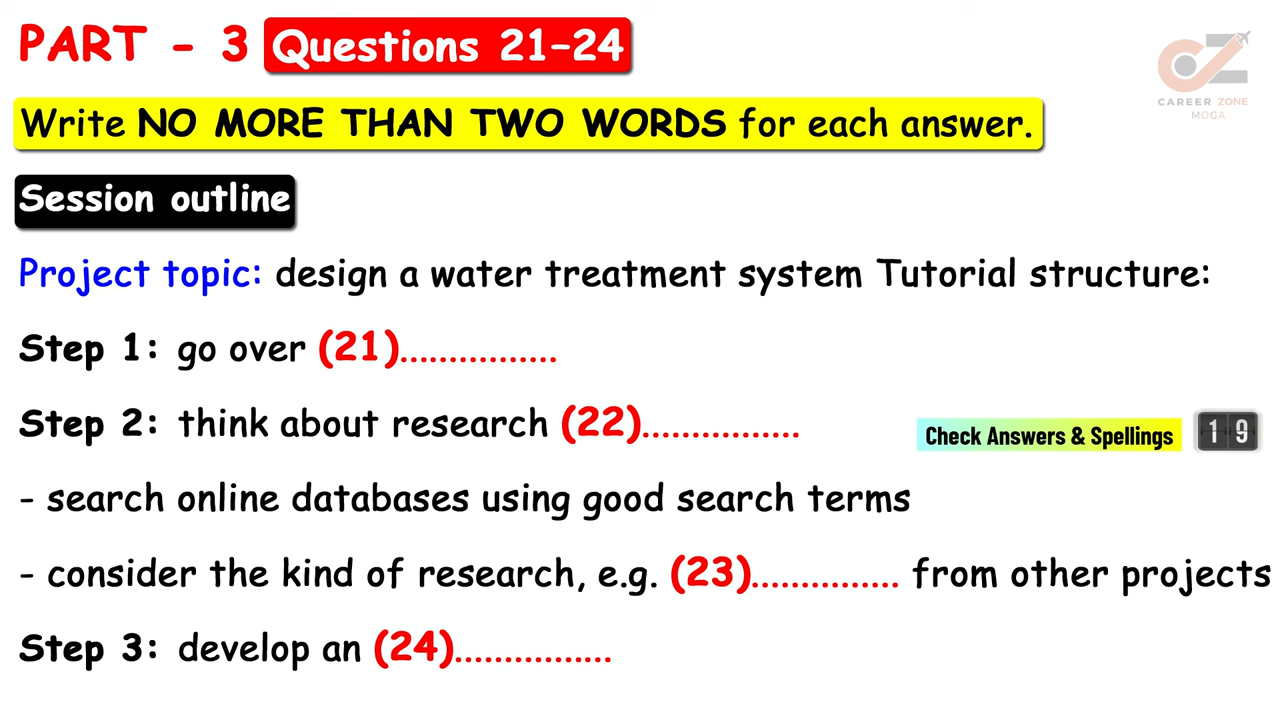 PART - 3 Questions 21-24
CAREER ZONE
MOGA
Write NO MORE THAN TWO WORDS for each answer.
Session outline
Project topic: design a water treatment system Tutorial structure:
Step 1: go over (21)................
Step 2: think about research (22)................
Check Answers & Spellings 19
- search online databases using good search terms
- consider the kind of research, e.g. (23)............... from other projects
Step 3: develop an (24)................